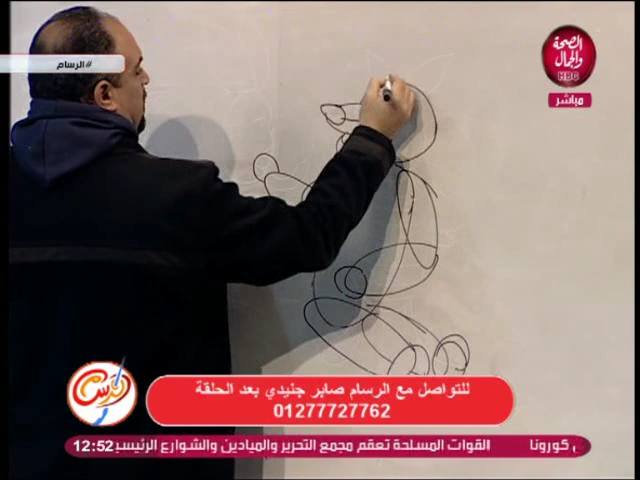 #الرسام
الصحة
والجمال
HBC
مباشر
للتواصل مع الرسام صابر جنيدي بعد الحلقة
01277727762
12:52
القوات المسلحة تعقم مجمع التحرير والميادين والشوارع الرئيسي
كورونا